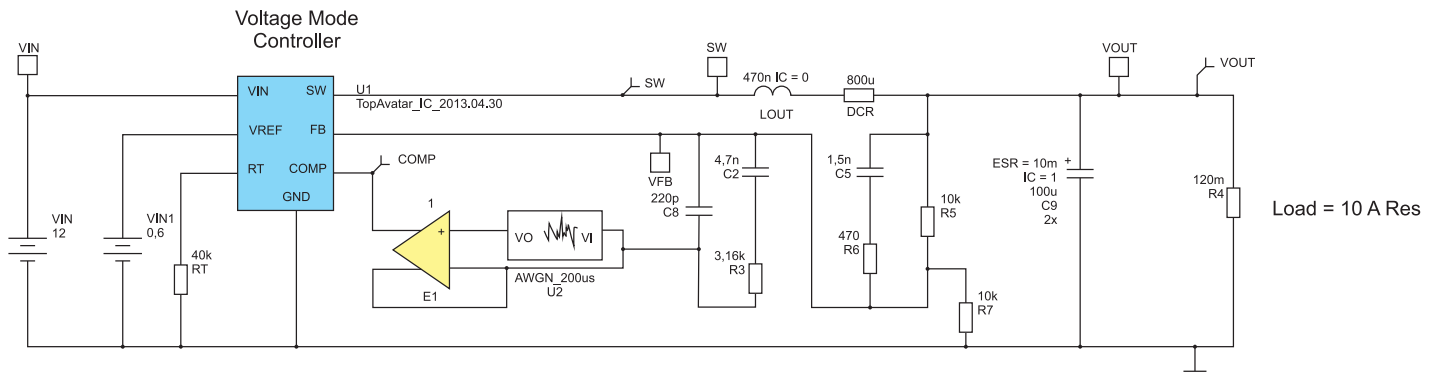 Voltage Mode
Controller
VIN
VIN
SW
VREF
FB
RT
COMP
GND
U1
TopAvatar_IC_2013.04.30
SW
SW
470n IC = 0
LOUT
800u
DCR
VOUT
VOUT
COMP
VFB
220p
C8
4,7n
C2
3,16k
R3
1,5n
C5
470
R6
10k
R5
10k
R7
ESR = 10m
IC = 1
100u
C9
2x
+
120m
R4
Load = 10 A Res
VIN
12
VIN1
0,6
40k
RT
1
+
E1
VO
VI
AWGN_200us
U2